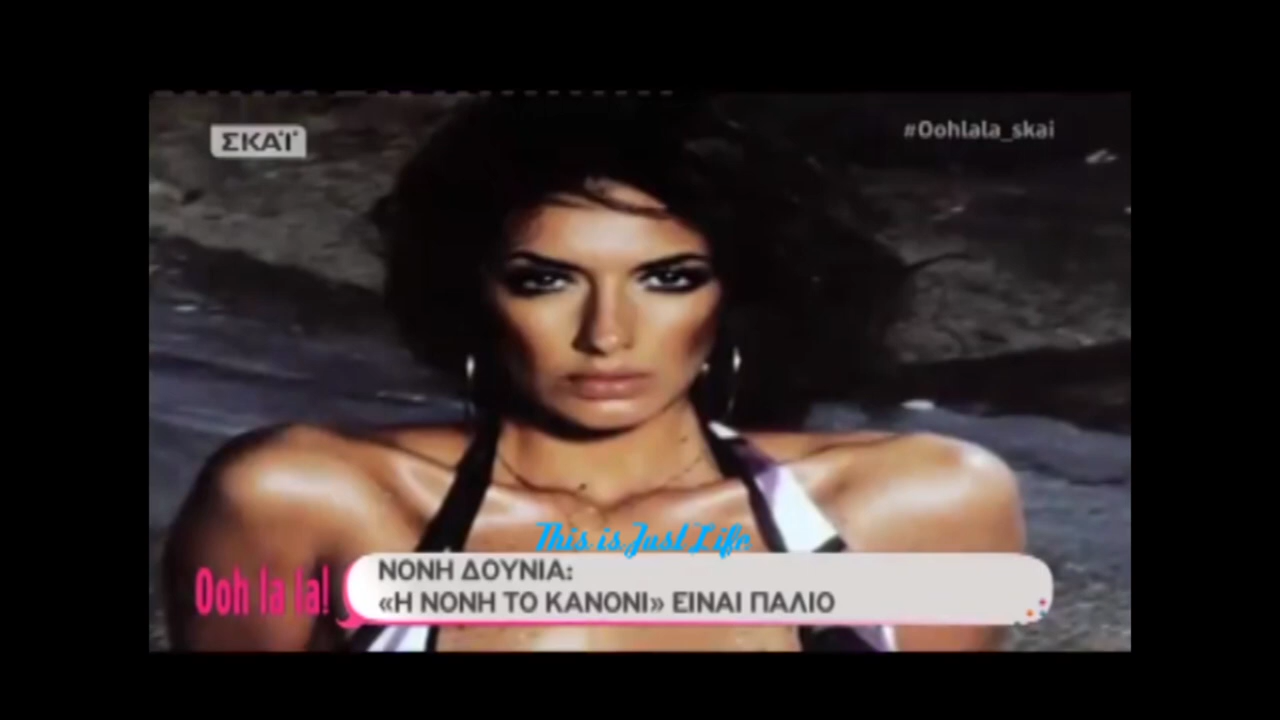 ΣΚΑΪ
#Oohlala_skai
This is Just Life
Ooh la la!
ΝΟΝΗ ΔΟΥΝΙΑ:
«Η ΝΟΝΗ ΤΟ ΚΑΝΟΝΙ» ΕΙΝΑΙ ΠΑΛΙΟ